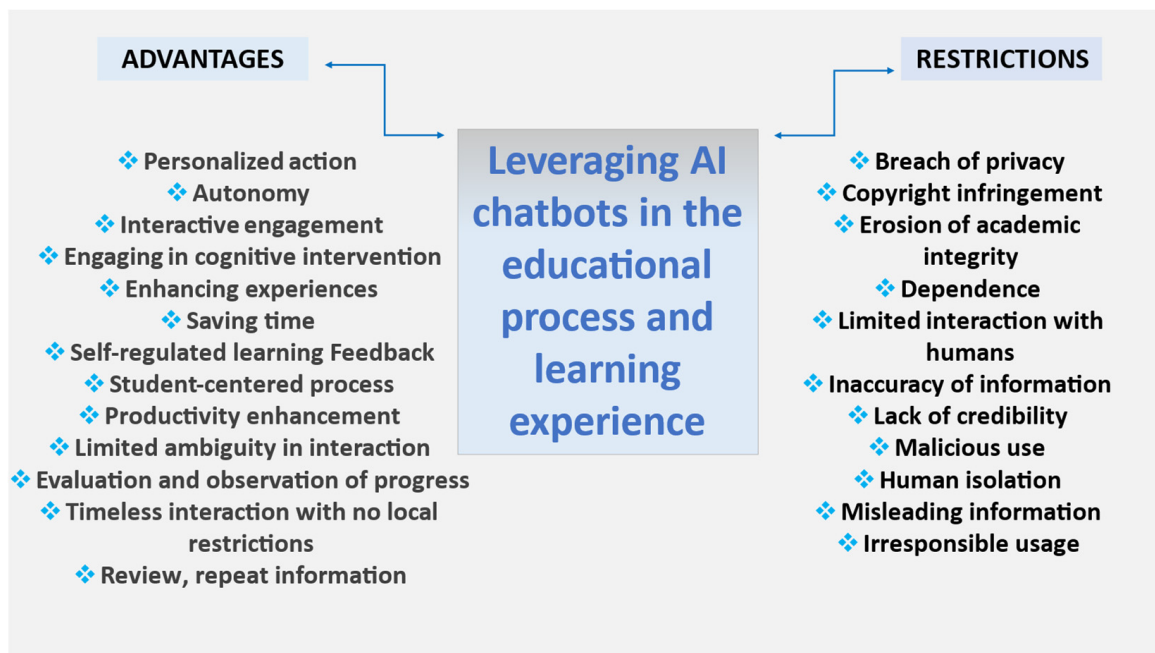 ADVANTAGES
Personalized action
Autonomy
Interactive engagement
Engaging in cognitive intervention
Enhancing experiences
Saving time
Self-regulated learning Feedback
Student-centered process
Productivity enhancement
Limited ambiguity in interaction
Evaluation and observation of progress
Timeless interaction with no local
restrictions
Review, repeat information
Leveraging AI
chatbots in the
educational
process and
learning
experience
RESTRICTIONS
Breach of privacy
Copyright infringement
Erosion of academic
integrity
Dependence
Limited interaction with
humans
Inaccuracy of information
Lack of credibility
Malicious use
Human isolation
Misleading information
Irresponsible usage